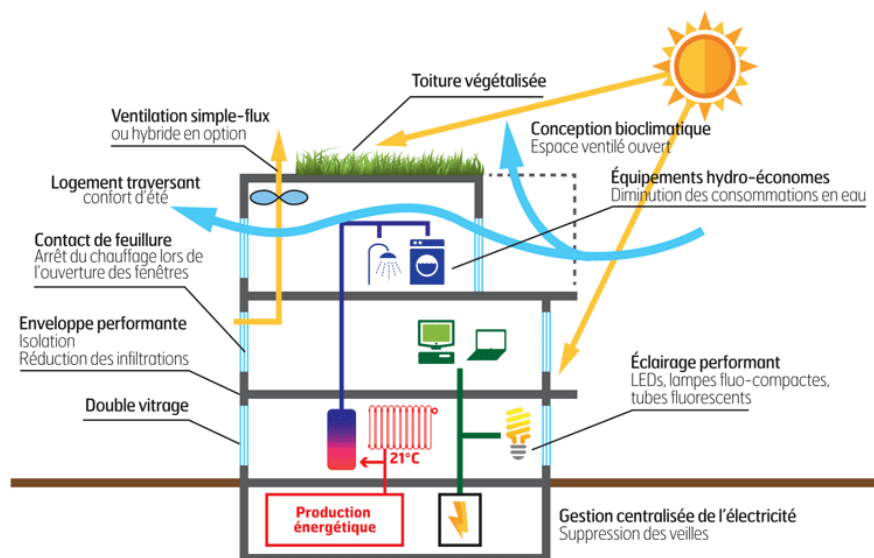 Toiture végétalisée
Ventilation simple-flux
ou hybride en option
Conception bioclimatique
Espace ventilé ouvert
Logement traversant
confort d'été
Équipements hydro-économes
Diminution des consommations en eau
Contact de feuillure
Arrêt du chauffage lors de
l'ouverture des fenêtres
Enveloppe performante
Isolation
Réduction des infiltrations
Éclairage performant
LEDs, lampes fluo-compactes,
tubes fluorescents
Double vitrage
21°C
Production
énergétique
Gestion centralisée de l'électricité
Suppression des veilles